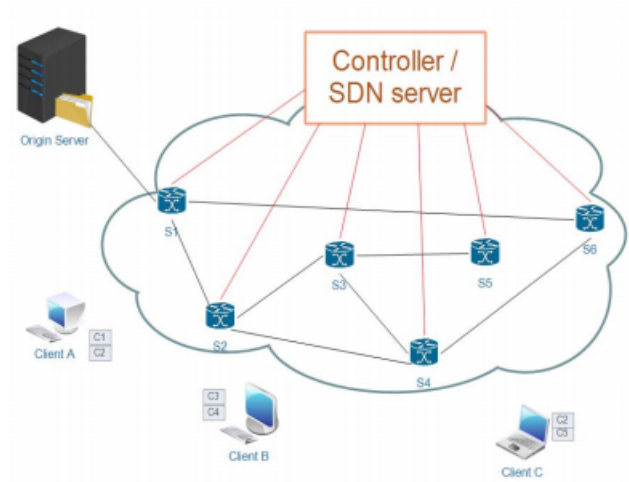 Controller /
SDN server
Origin Server
S1
S6
S3
S5
S2
S4
Client A
C1
C2
C3
C4
Client B
C2
C5
Client C